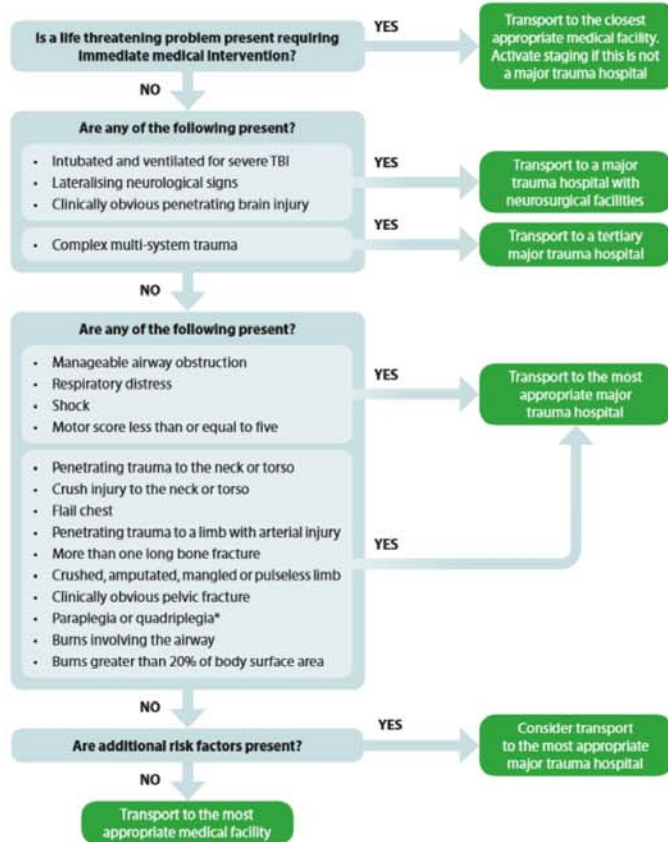 Is a life threatening problem present requiring
immediate medical intervention?
YES
Transport to the closest
appropriate medical facility.
Activate staging if this is not
a major trauma hospital
NO
Are any of the following present?
• Intubated and ventilated for severe TBI
• Lateralising neurological signs
• Clinically obvious penetrating brain injury
YES
Transport to a major
trauma hospital with
neurosurgical facilities
• Complex multi-system trauma
YES
Transport to a tertiary
major trauma hospital
NO
Are any of the following present?
• Manageable airway obstruction
• Respiratory distress
• Shock
• Motor score less than or equal to five
YES
Transport to the most
appropriate major
trauma hospital
• Penetrating trauma to the neck or torso
• Crush injury to the neck or torso
• Flail chest
• Penetrating trauma to a limb with arterial injury
• More than one long bone fracture
• Crushed, amputated, mangled or pulseless limb
• Clinically obvious pelvic fracture
• Paraplegia or quadriplegia*
• Burns involving the airway
• Burns greater than 20% of body surface area
YES
NO
Are additional risk factors present?
YES
Consider transport
to the most appropriate
major trauma hospital
NO
Transport to the most
appropriate medical facility